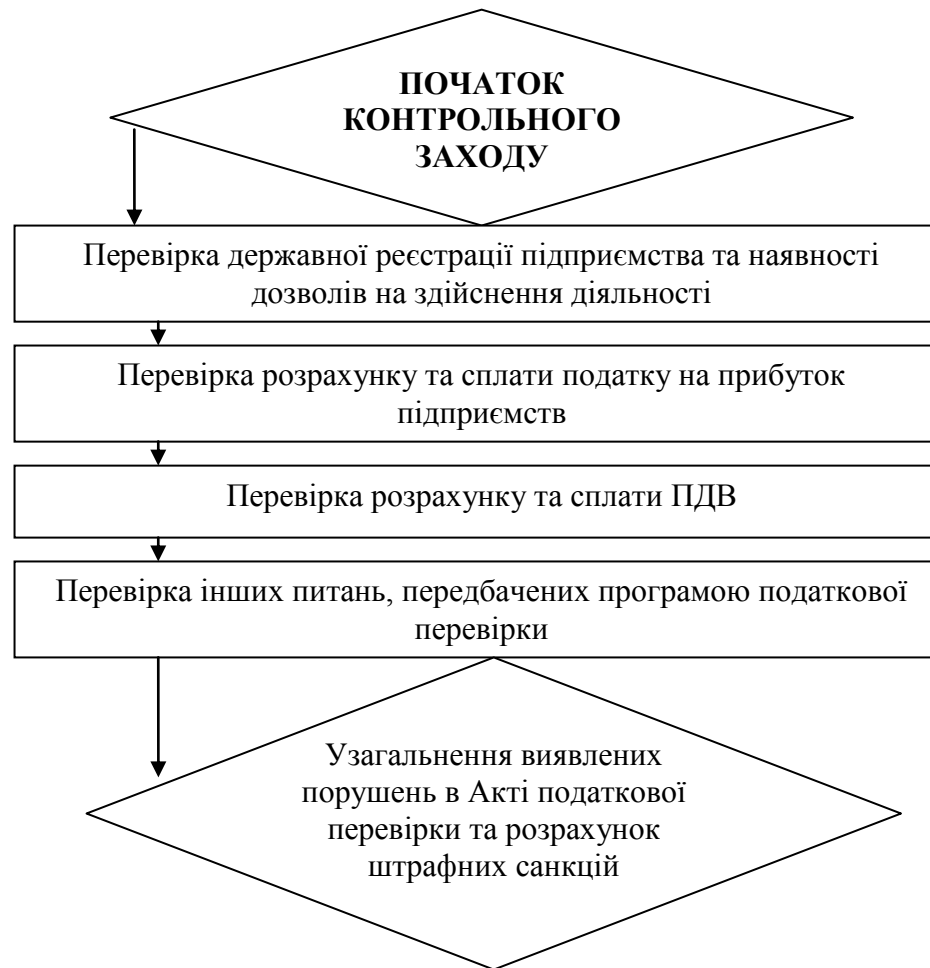 ПОЧАТОК
КОНТРОЛЬНОГО
ЗАХОДУ
Перевірка державної реєстрації підприємства та наявності
дозволів на здійснення діяльності
Перевірка розрахунку та сплати податку на прибуток
підприємств
Перевірка розрахунку та сплати ПДВ
Перевірка інших питань, передбачених програмою податкової
перевірки
Узагальнення виявлених
порушень в Акті податкової
перевірки та розрахунок
штрафних санкцій